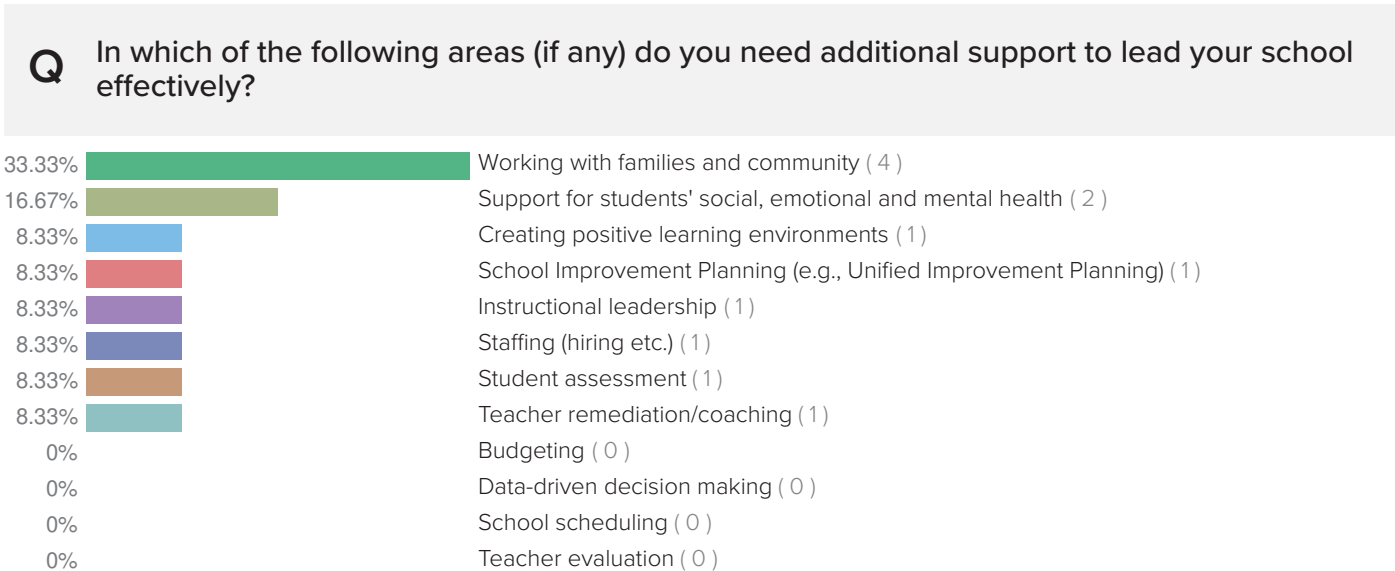 Q In which of the following areas (if any) do you need additional support to lead your school
effectively?
33.33% Working with families and community ( 4 )
16.67% Support for students' social, emotional and mental health ( 2 )
8.33% Creating positive learning environments ( 1 )
8.33% School Improvement Planning (e.g., Unified Improvement Planning) ( 1 )
8.33% Instructional leadership ( 1 )
8.33% Staffing (hiring etc.) ( 1 )
8.33% Student assessment ( 1 )
8.33% Teacher remediation/coaching ( 1 )
0% Budgeting ( 0 )
0% Data-driven decision making ( 0 )
0% School scheduling ( 0 )
0% Teacher evaluation ( 0 )